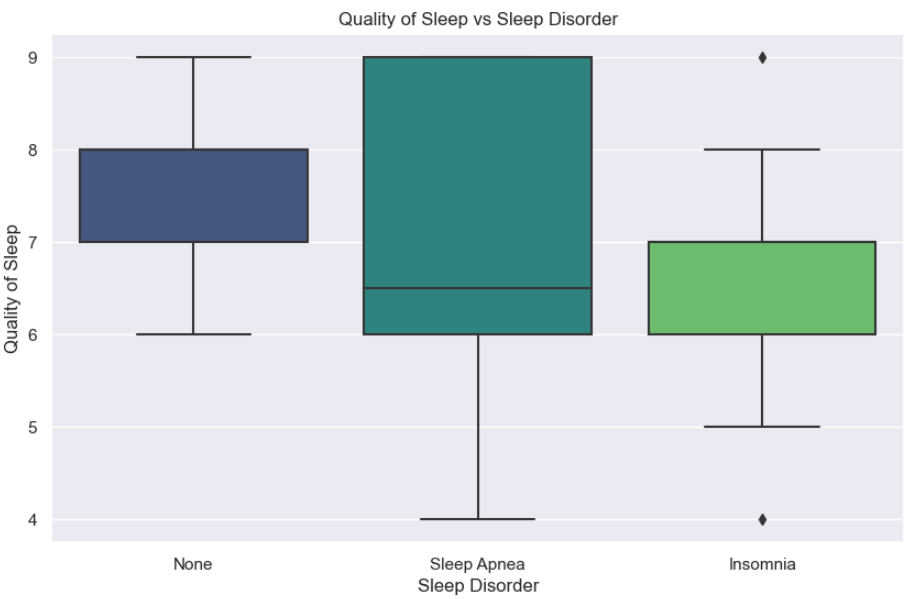 Quality of Sleep vs Sleep Disorder
Quality of Sleep
9
8
7
6
5
4
None
Sleep Apnea
Insomnia
Sleep Disorder